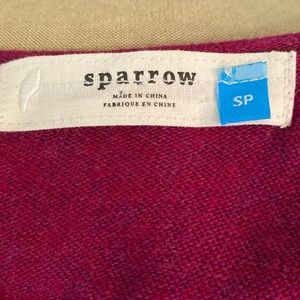 sparrow
MADE IN CHINA
FABRIQUE EN CHINE
SP